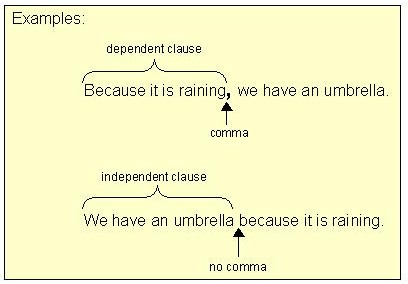 Examples:
dependent clause
Because it is raining, we have an umbrella.
comma
independent clause
We have an umbrella because it is raining.
no comma